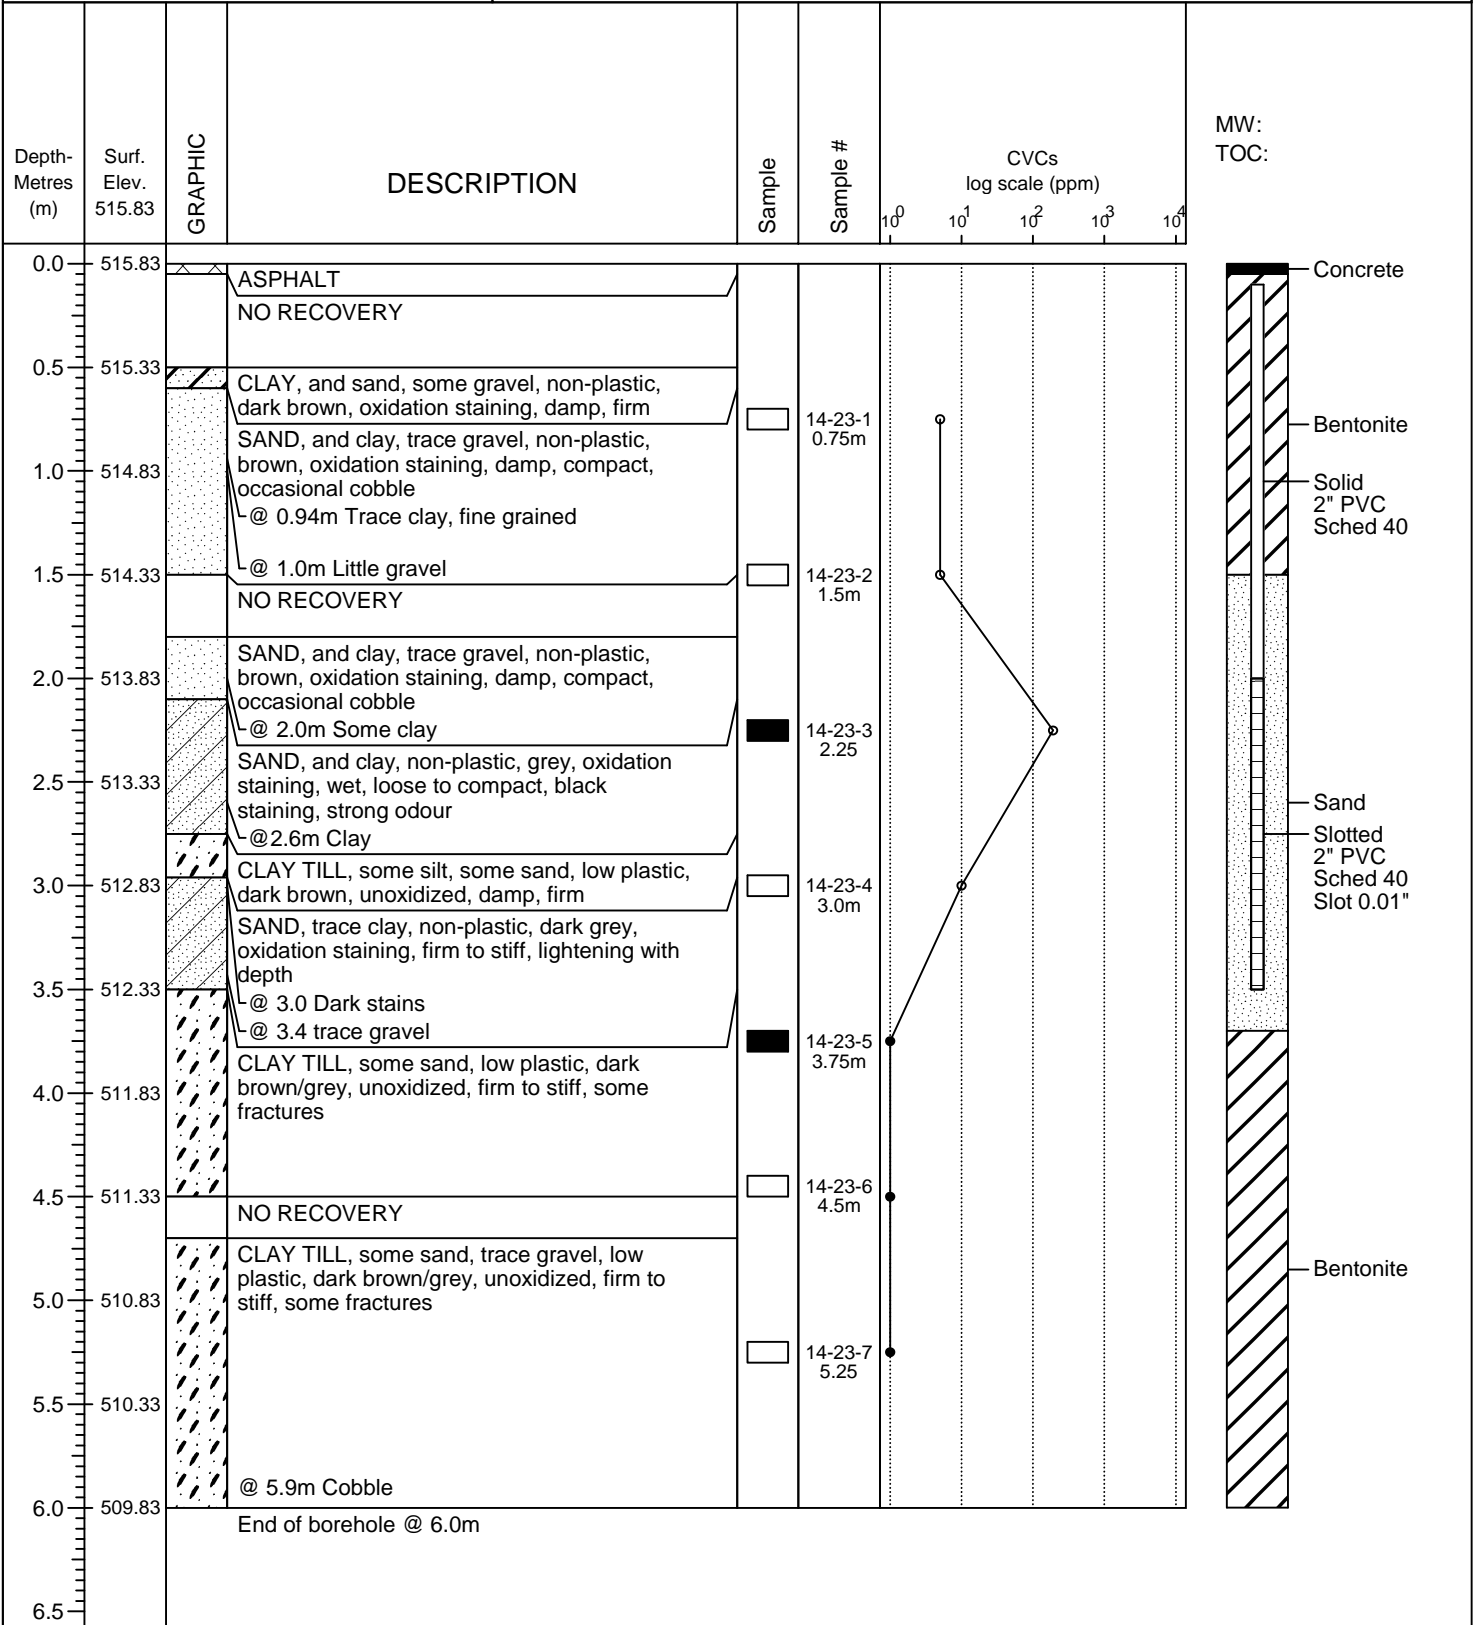 Depth-
Metres
(m)
Surf.
Elev.
515.83
GRAPHIC
DESCRIPTION
Sample
Sample #
CVCs
log scale (ppm)
10^0 10^1 10^2 10^3 10^4
MW:
TOC:
0.0 515.83
ASPHALT
Concrete
NO RECOVERY
0.5 515.33
CLAY, and sand, some gravel, non-plastic,
dark brown, oxidation staining, damp, firm
14-23-1
0.75m
Bentonite
SAND, and clay, trace gravel, non-plastic,
brown, oxidation staining, damp, compact,
occasional cobble
1.0 514.83
Solid
2" PVC
Sched 40
@ 0.94m Trace clay, fine grained
@ 1.0m Little gravel
1.5 514.33
14-23-2
1.5m
NO RECOVERY
SAND, and clay, trace gravel, non-plastic,
brown, oxidation staining, damp, compact,
occasional cobble
2.0 513.83
@ 2.0m Some clay
14-23-3
2.25
SAND, and clay, non-plastic, grey, oxidation
staining, wet, loose to compact, black
staining, strong odour
2.5 513.33
Sand
@2.6m Clay
Slotted
2" PVC
Sched 40
Slot 0.01"
CLAY TILL, some silt, some sand, low plastic,
dark brown, unoxidized, damp, firm
3.0 512.83
14-23-4
3.0m
SAND, trace clay, non-plastic, dark grey,
oxidation staining, firm to stiff, lightening with
depth
3.5 512.33
@ 3.0 Dark stains
@ 3.4 trace gravel
14-23-5
3.75m
CLAY TILL, some sand, low plastic, dark
brown/grey, unoxidized, firm to stiff, some
fractures
4.0 511.83
14-23-6
4.5m
4.5 511.33
NO RECOVERY
CLAY TILL, some sand, trace gravel, low
plastic, dark brown/grey, unoxidized, firm to
stiff, some fractures
Bentonite
5.0 510.83
14-23-7
5.25
5.5 510.33
@ 5.9m Cobble
6.0 509.83
End of borehole @ 6.0m
6.5